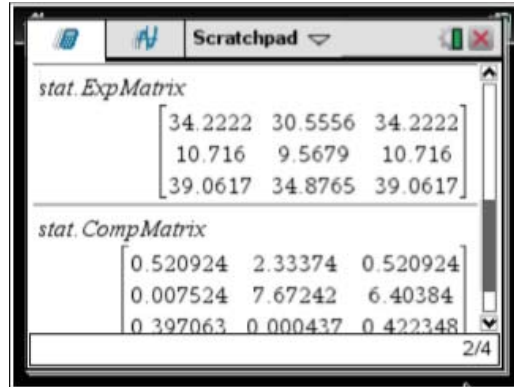 Scratchpad
stat.ExpMatrix
34.2222 30.5556 34.2222
10.716 9.5679 10.716
39.0617 34.8765 39.0617
stat.CompMatrix
0.520924 2.33374 0.520924
0.007524 7.67242 6.40384
0.397063 0.000437 0.422348
2/4